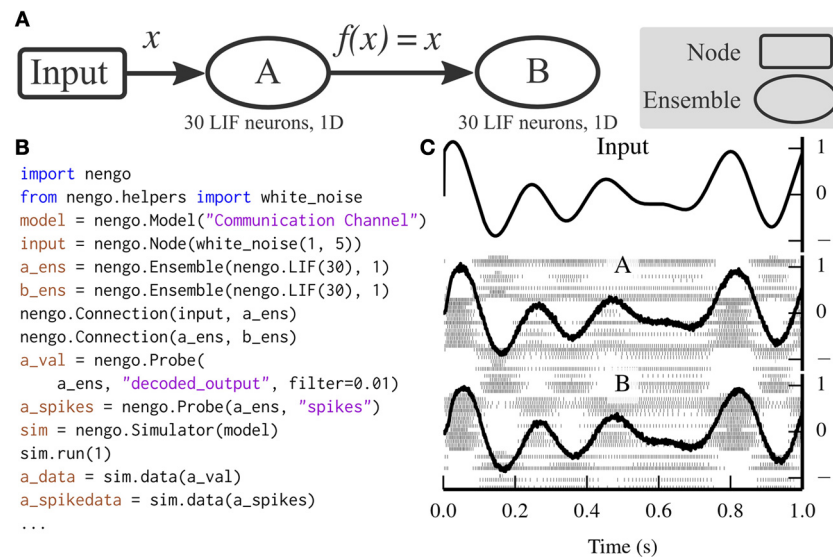 A
x
f(x) = x
Input
A
B
Node
Ensemble
30 LIF neurons, 1D
30 LIF neurons, 1D
B
import nengo
from nengo.helpers import white_noise
model = nengo.Model("Communication Channel")
input = nengo.Node(white_noise(1, 5))
a_ens = nengo.Ensemble(nengo.LIF(30), 1)
b_ens = nengo.Ensemble(nengo.LIF(30), 1)
nengo.Connection(input, a_ens)
nengo.Connection(a_ens, b_ens)
a_val = nengo.Probe(
    a_ens, "decoded_output", filter=0.01)
a_spikes = nengo.Probe(a_ens, "spikes")
sim = nengo.Simulator(model)
sim.run(1)
a_data = sim.data(a_val)
a_spikedata = sim.data(a_spikes)
...
C
Input
1
0
–
A
1
0
–
B
1
0
–
0.0 0.2 0.4 0.6 0.8 1.0
Time (s)